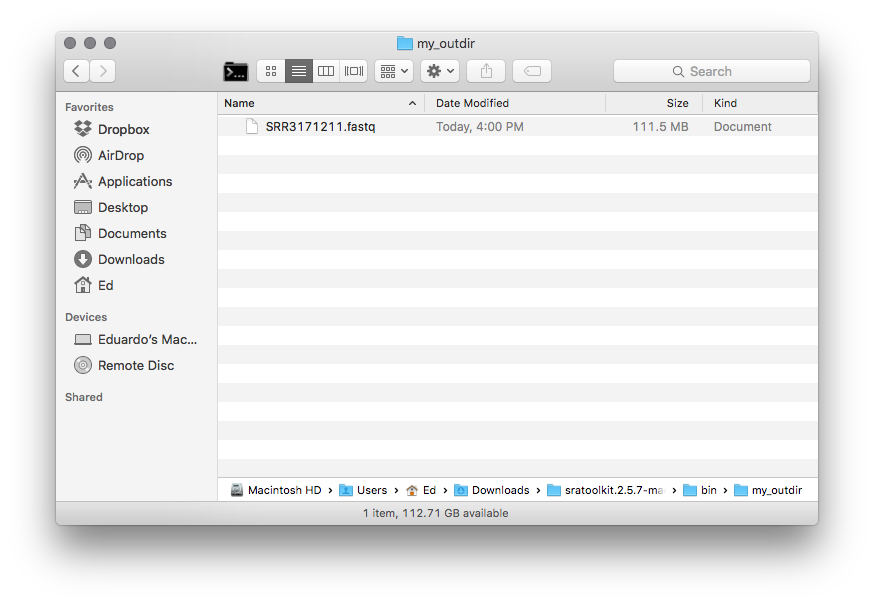 my_outdir
Search
Favorites
Dropbox
AirDrop
Applications
Desktop
Documents
Downloads
Ed
Devices
Eduardo’s Mac...
Remote Disc
Shared
Name Date Modified Size Kind
SRR3171211.fastq Today, 4:00 PM 111.5 MB Document
Macintosh HD › Users › Ed › Downloads › sratoolkit.2.5.7-mac › bin › my_outdir
1 item, 112.71 GB available